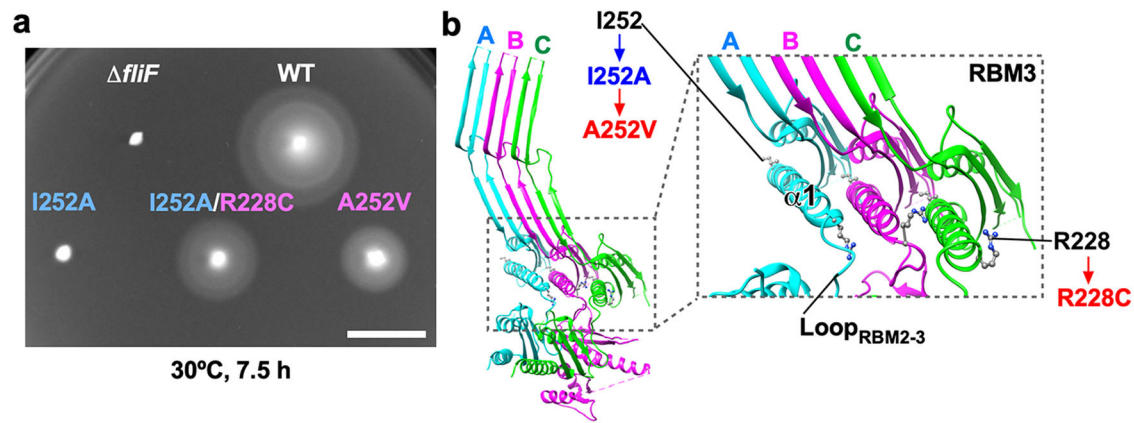 a
ΔfliF
WT
I252A
I252A/R228C
A252V
30ºC, 7.5 h
b
A
B
C
I252
I252A
A252V
A
B
C
RBM3
α1
R228
R228C
LoopRBM2-3